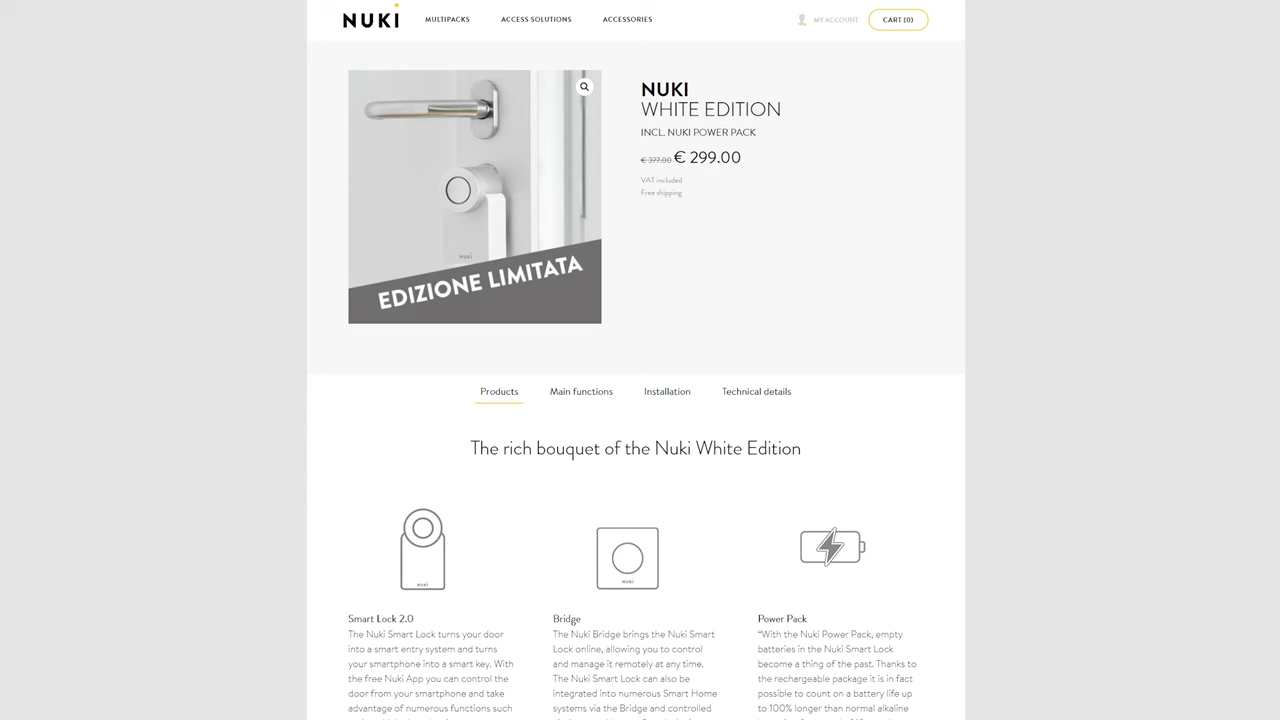 NUKI
MULTIPACKS
ACCESS SOLUTIONS
ACCESSORIES
MY ACCOUNT
CART (0)
NUKI
WHITE EDITION
INCL. NUKI POWER PACK
€ 377.00 € 299.00
VAT included
Free shipping
NUKI
EDIZIONE LIMITATA
Products
Main functions
Installation
Technical details
The rich bouquet of the Nuki White Edition
NUKI
NUKI
Smart Lock 2.0
The Nuki Smart Lock turns your door
into a smart entry system and turns
your smartphone into a smart key. With
the free Nuki App you can control the
door from your smartphone and take
advantage of numerous functions such
Bridge
The Nuki Bridge brings the Nuki Smart
Lock online, allowing you to control
and manage it remotely at any time.
The Nuki Smart Lock can also be
integrated into numerous Smart Home
systems via the Bridge and controlled
Power Pack
“With the Nuki Power Pack, empty
batteries in the Nuki Smart Lock
become a thing of the past. Thanks to
the rechargeable package it is in fact
possible to count on a battery life up
to 100% longer than normal alkaline